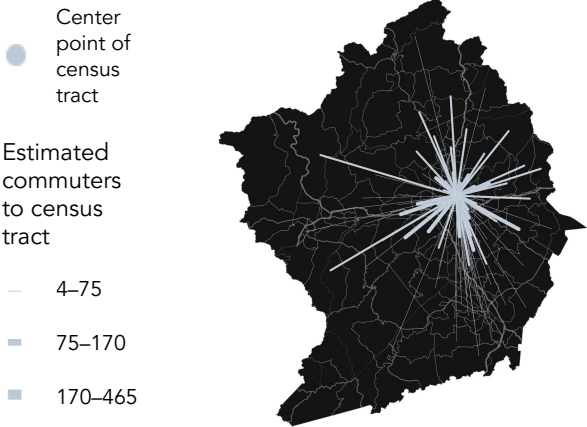 Center
point of
census
tract
Estimated
commuters
to census
tract
4–75
75–170
170–465